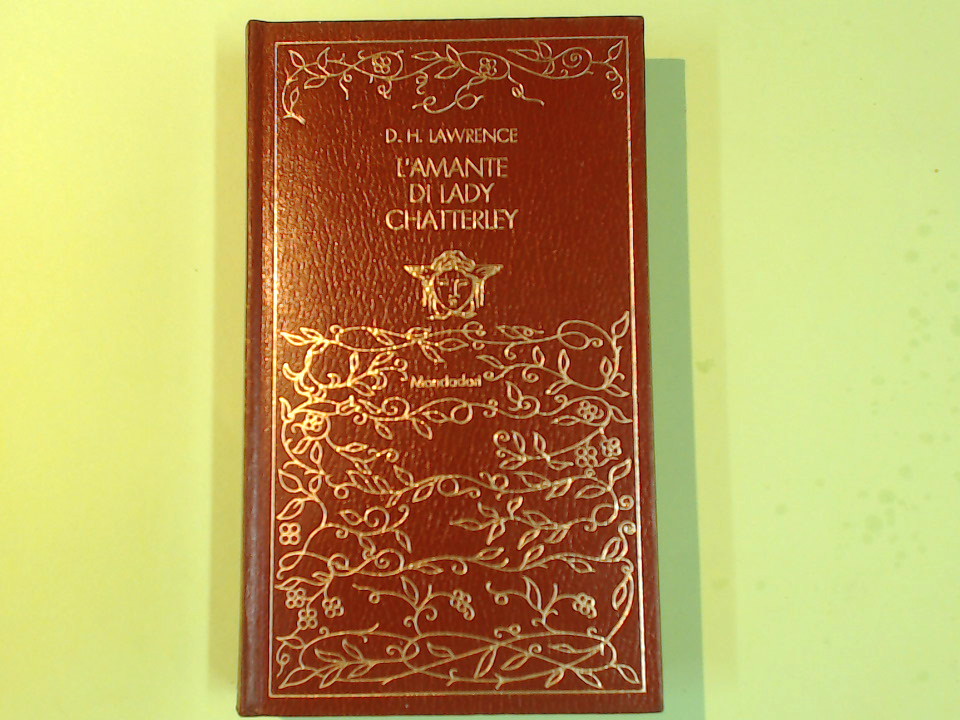 D. H. LAWRENCE
L'AMANTE
DI LADY
CHATTERLEY
Mondadori